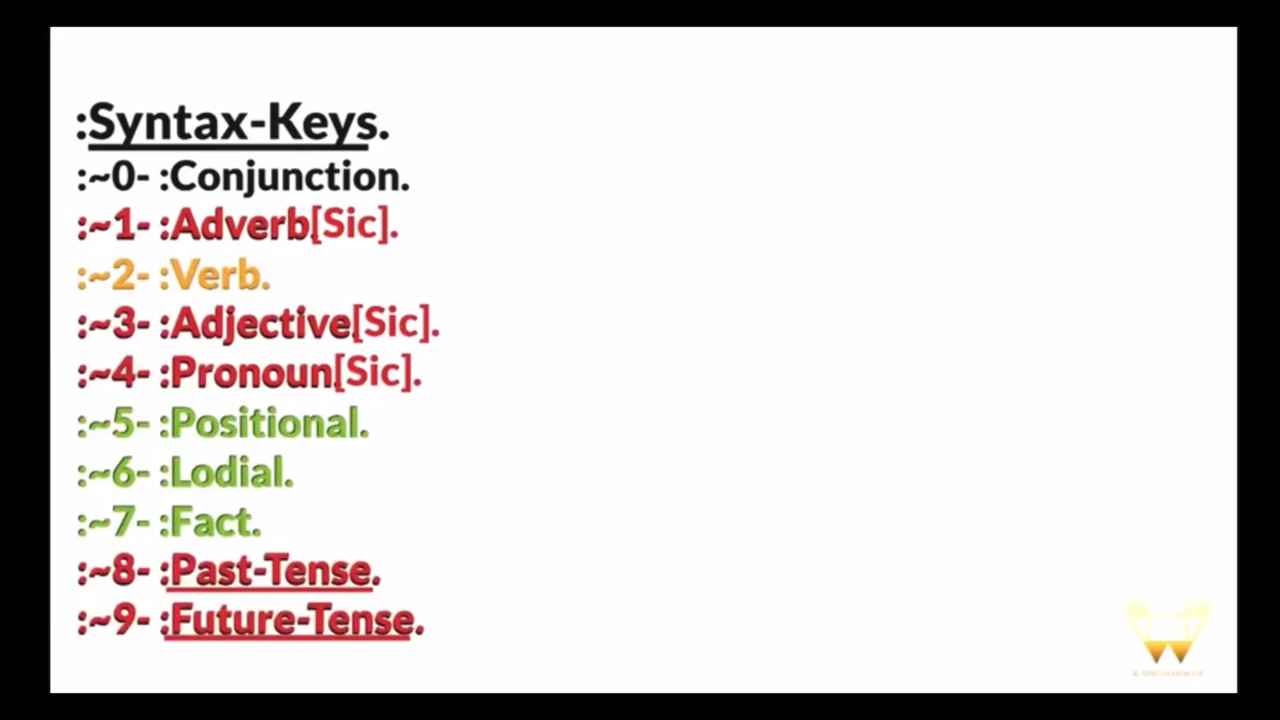 :Syntax-Keys.
:~0- :Conjunction.
:~1- :Adverb[Sic].
:~2- :Verb.
:~3- :Adjective[Sic].
:~4- :Pronoun[Sic].
:~5- :Positional.
:~6- :Lodial.
:~7- :Fact.
:~8- :Past-Tense.
:~9- :Future-Tense.